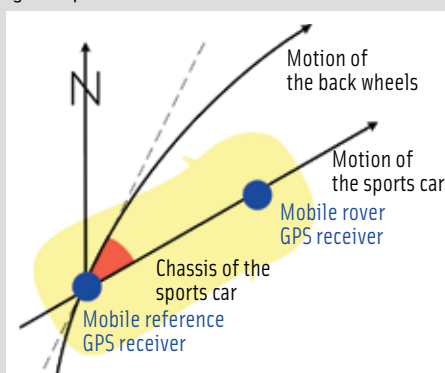 N
Motion of
the back wheels
Motion of
the sports car
Mobile rover
GPS receiver
Chassis of the
sports car
Mobile reference
GPS receiver